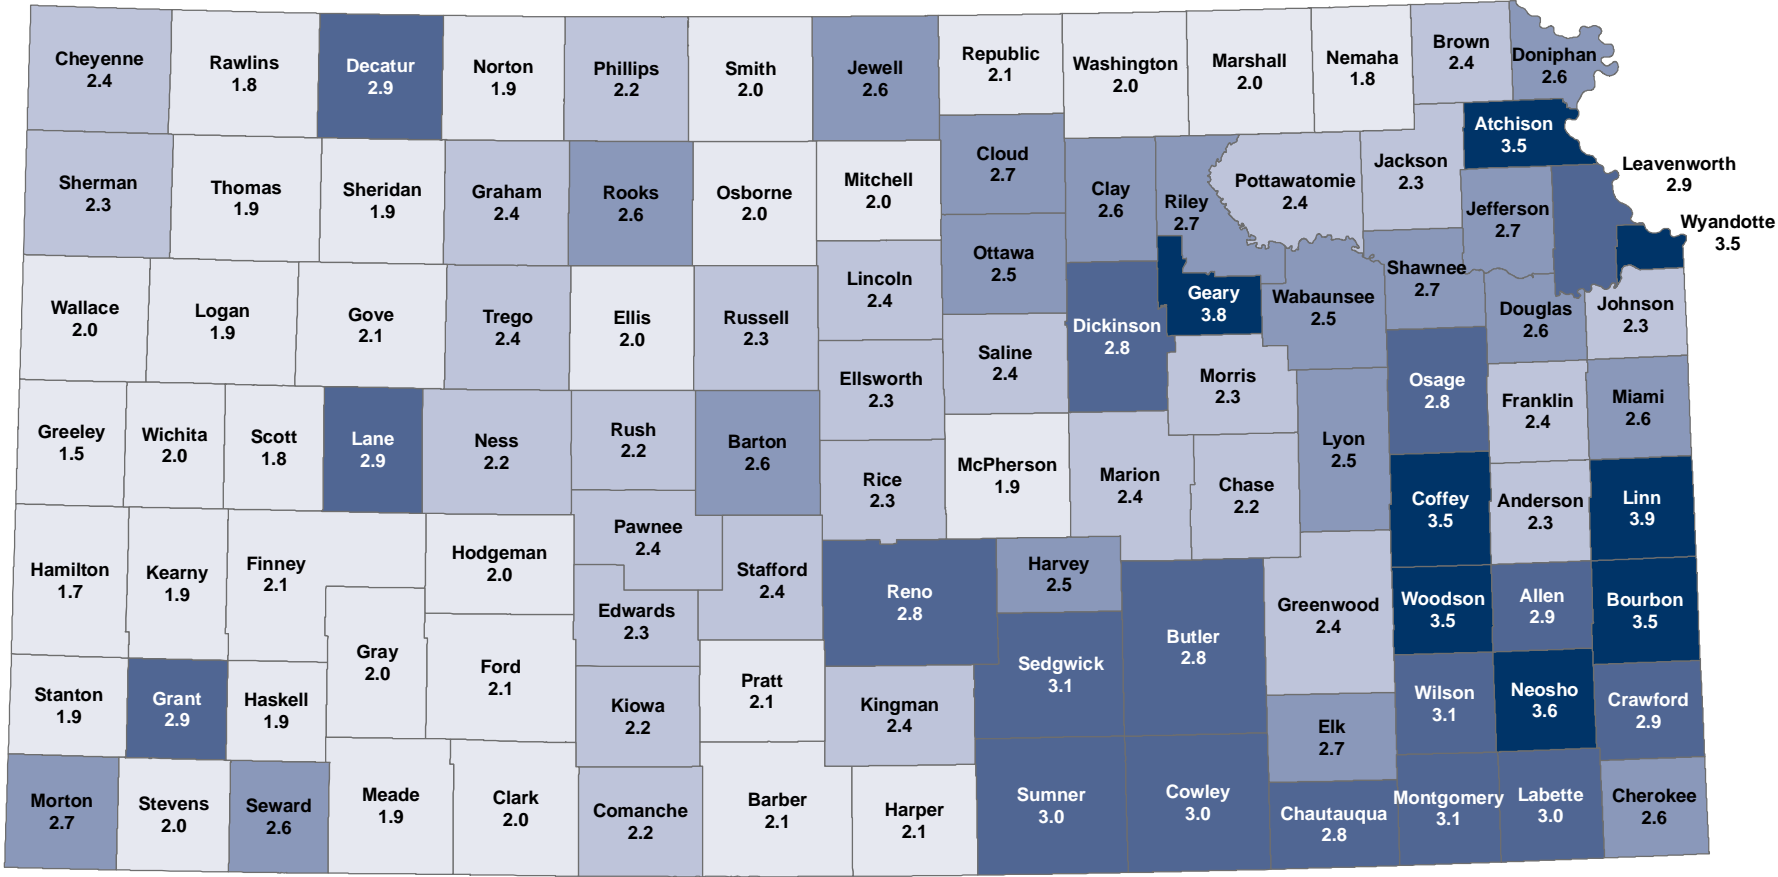 Cheyenne
2.4
Rawlins
1.8
Decatur
2.9
Norton
1.9
Phillips
2.2
Smith
2.0
Jewell
2.6
Republic
2.1
Washington
2.0
Marshall
2.0
Nemaha
1.8
Brown
2.4
Doniphan
2.6
Atchison
3.5
Sherman
2.3
Thomas
1.9
Sheridan
1.9
Graham
2.4
Rooks
2.6
Osborne
2.0
Mitchell
2.0
Cloud
2.7
Clay
2.6
Riley
2.7
Pottawatomie
2.4
Jackson
2.3
Jefferson
2.7
Leavenworth
2.9
Wyandotte
3.5
Ottawa
2.5
Lincoln
2.4
Wallace
2.0
Logan
1.9
Gove
2.1
Trego
2.4
Ellis
2.0
Russell
2.3
Saline
2.4
Dickinson
2.8
Geary
3.8
Wabaunsee
2.5
Shawnee
2.7
Douglas
2.6
Johnson
2.3
Ellsworth
2.3
Morris
2.3
Osage
2.8
Franklin
2.4
Miami
2.6
Greeley
1.5
Wichita
2.0
Scott
1.8
Lane
2.9
Ness
2.2
Rush
2.2
Barton
2.6
Rice
2.3
McPherson
1.9
Marion
2.4
Chase
2.2
Lyon
2.5
Coffey
3.5
Anderson
2.3
Linn
3.9
Hamilton
1.7
Kearny
1.9
Finney
2.1
Hodgeman
2.0
Pawnee
2.4
Stafford
2.4
Edwards
2.3
Reno
2.8
Harvey
2.5
Butler
2.8
Greenwood
2.4
Woodson
3.5
Allen
2.9
Bourbon
3.5
Gray
2.0
Ford
2.1
Sedgwick
3.1
Stanton
1.9
Grant
2.9
Haskell
1.9
Kiowa
2.2
Pratt
2.1
Kingman
2.4
Elk
2.7
Wilson
3.1
Neosho
3.6
Crawford
2.9
Morton
2.7
Stevens
2.0
Seward
2.6
Meade
1.9
Clark
2.0
Comanche
2.2
Barber
2.1
Harper
2.1
Sumner
3.0
Cowley
3.0
Chautauqua
2.8
Montgomery
3.1
Labette
3.0
Cherokee
2.6